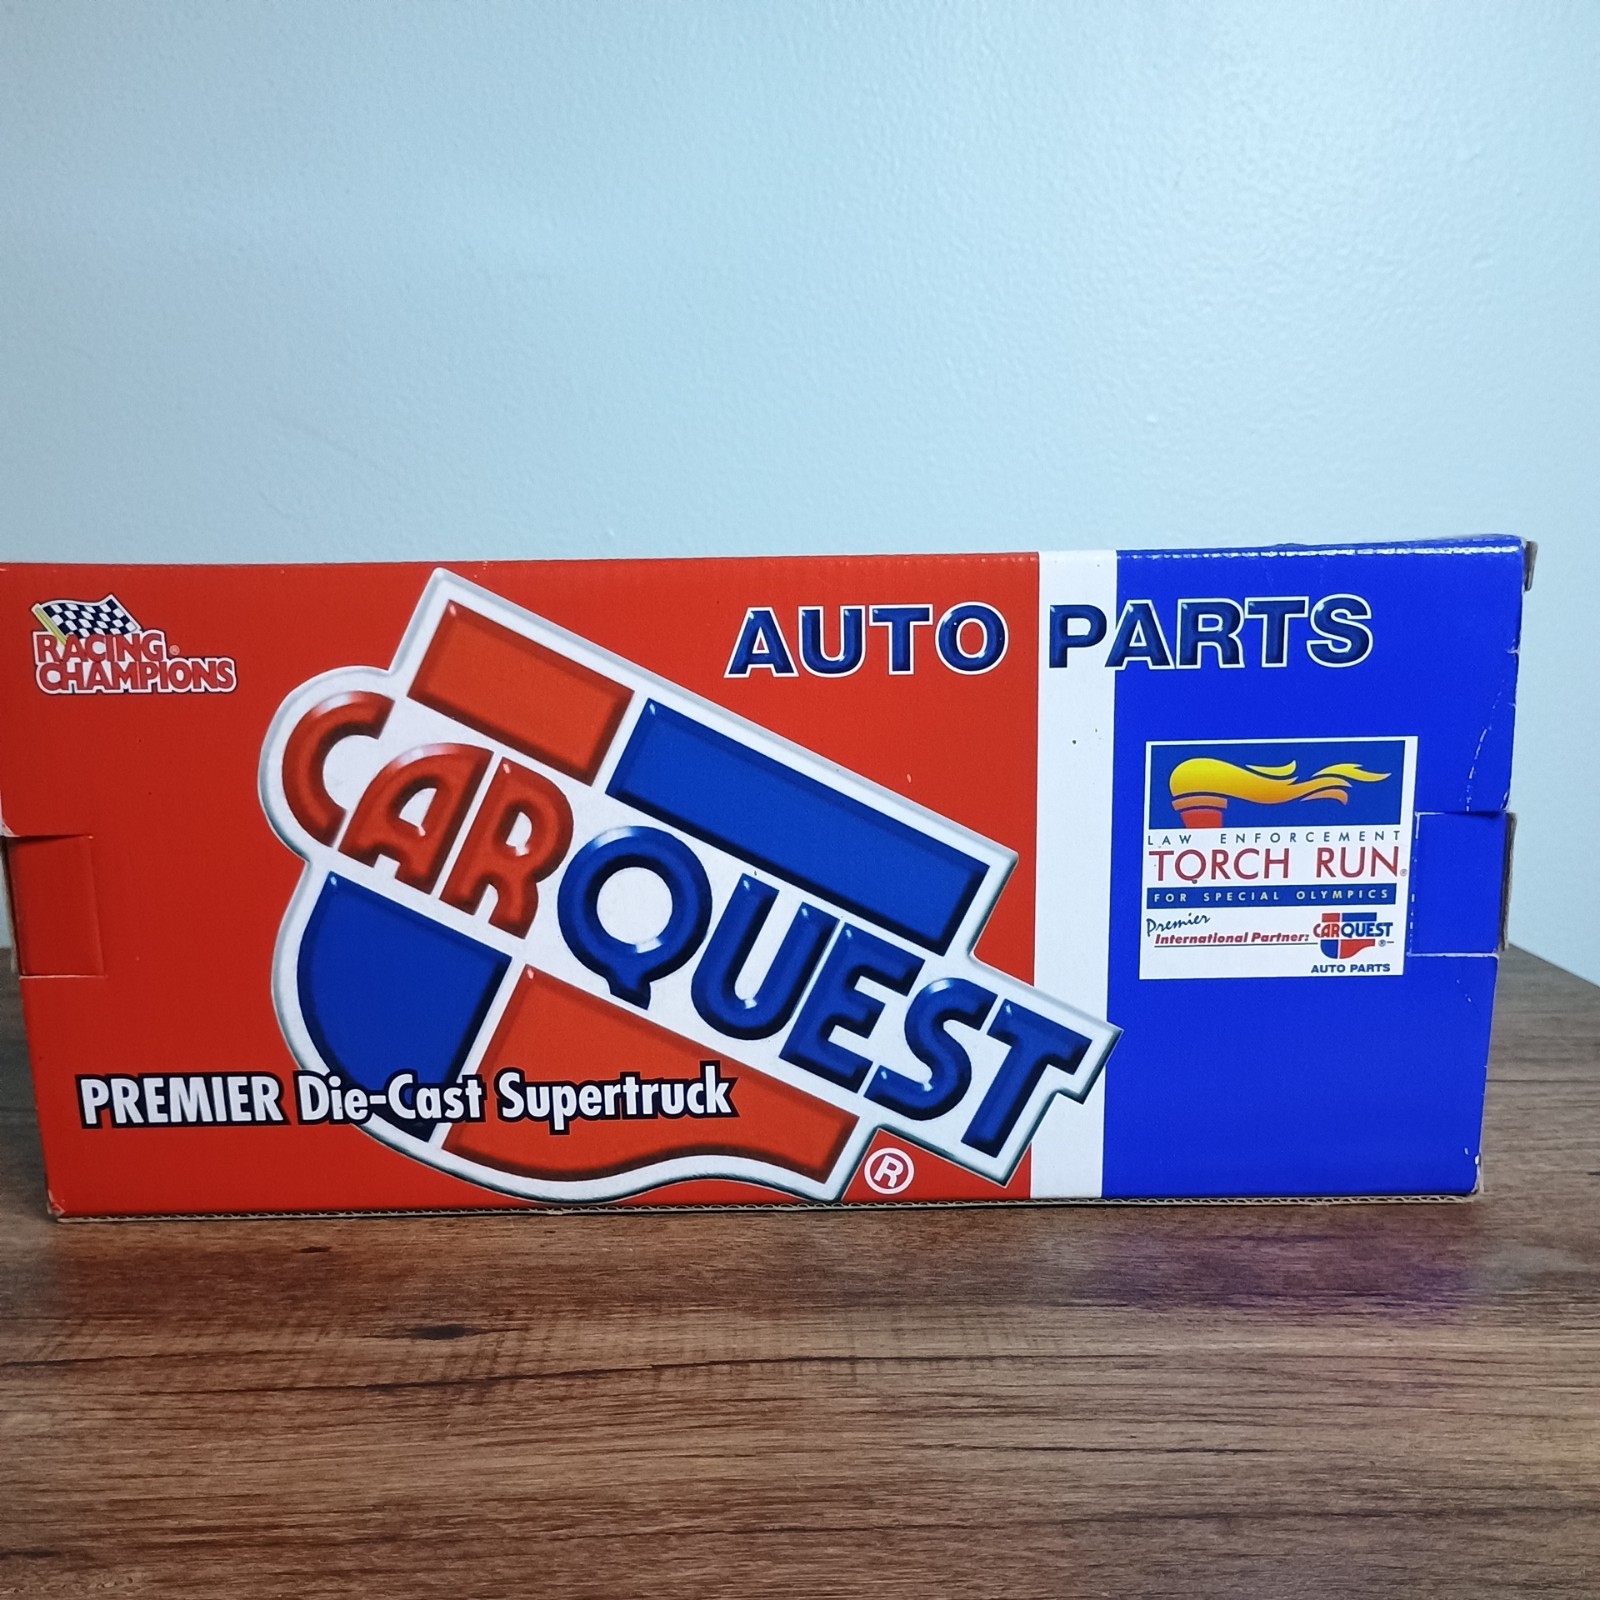 RACING
CHAMPIONS
AUTO PARTS
CARQUEST
®
LAW ENFORCEMENT
TORCH RUN®
FOR SPECIAL OLYMPICS
Premier
International Partner:
CARQUEST
®
AUTO PARTS
PREMIER Die-Cast Supertruck